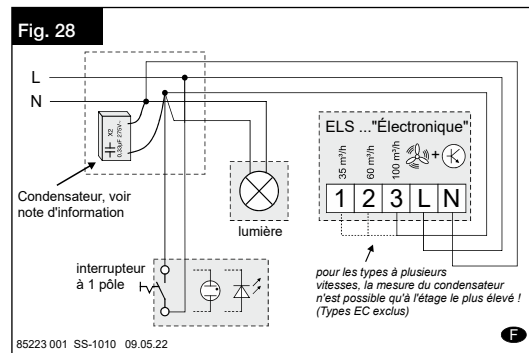 Fig. 28
L
N
X2
0,33µF 275V~
Condensateur, voir
note d'information
lumière
interrupteur
à 1 pôle
ELS ..."Électronique"
35 m³/h
60 m³/h
100 m³/h
+
1 2 3 L N
pour les types à plusieurs
vitesses, la mesure du condensateur
n'est possible qu'à l'étage le plus élevé !
(Types EC exclus)
85223 001 SS-1010 09.05.22
F